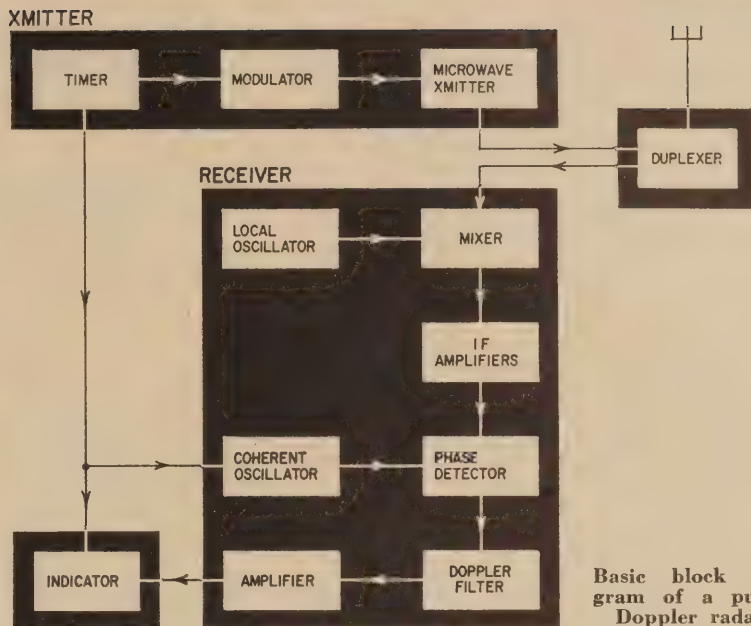 XMITTER
TIMER
MODULATOR
MICROWAVE
XMITTER
DUPLEXER
RECEIVER
LOCAL
OSCILLATOR
MIXER
I F
AMPLIFIERS
COHERENT
OSCILLATOR
PHASE
DETECTOR
INDICATOR
AMPLIFIER
DOPPLER
FILTER
Basic block
gram of a pu
Doppler rada